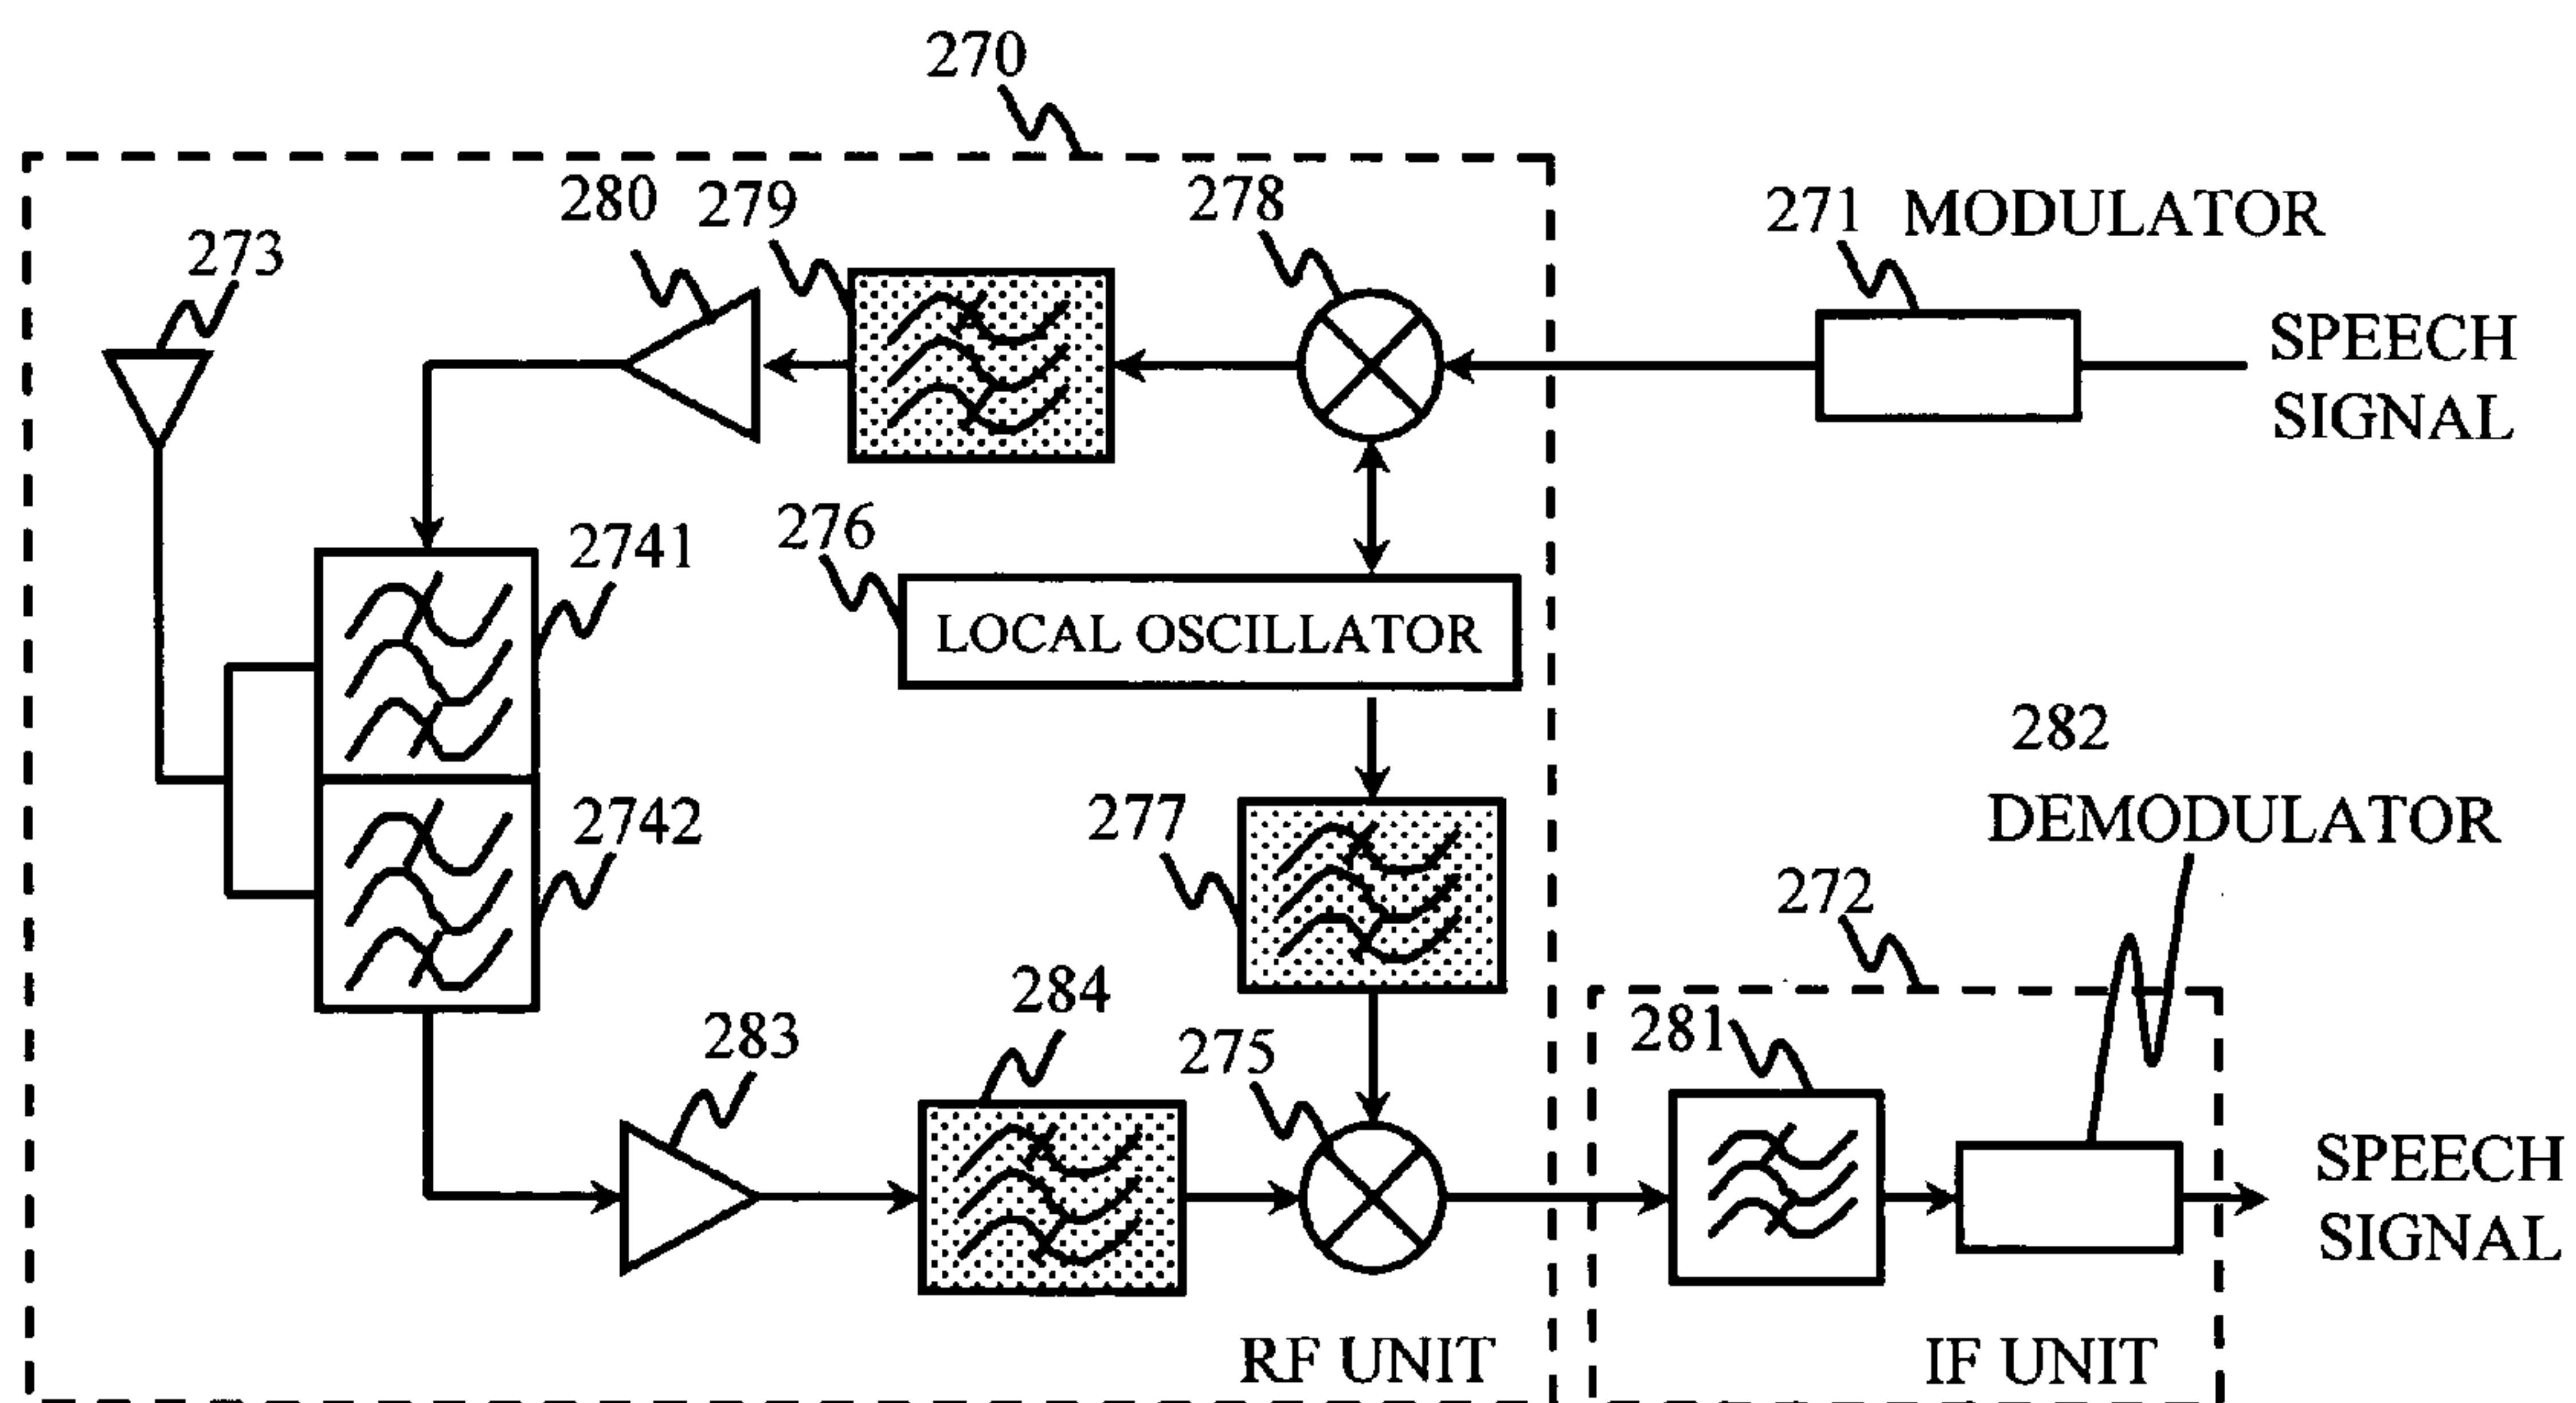 270
280 279
278
271 MODULATOR
273
SPEECH
SIGNAL
276
2741
LOCAL OSCILLATOR
282
DEMODULATOR
277
2742
272
284
281
283
275
SPEECH
SIGNAL
RF UNIT
IF UNIT